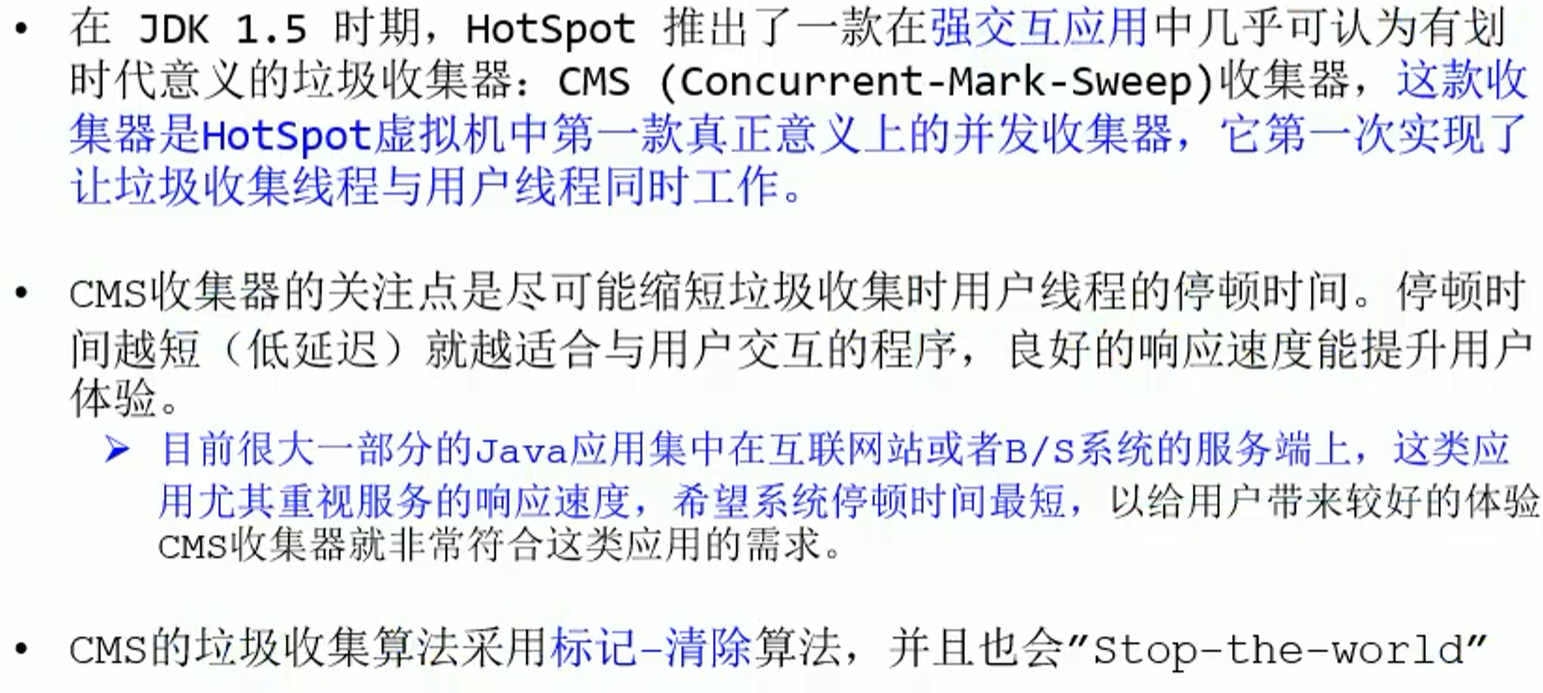 • 在 JDK 1.5 时期，HotSpot 推出了一款在强交互应用中几乎可认为有划
时代意义的垃圾收集器：CMS (Concurrent-Mark-Sweep)收集器，这款收
集器是HotSpot虚拟机中第一款真正意义上的并发收集器，它第一次实现了
让垃圾收集线程与用户线程同时工作。
• CMS收集器的关注点是尽可能缩短垃圾收集时用户线程的停顿时间。停顿时
间越短（低延迟）就越适合与用户交互的程序，良好的响应速度能提升用户
体验。
➢ 目前很大一部分的Java应用集中在互联网站或者B/S系统的服务端上，这类应
用尤其重视服务的响应速度，希望系统停顿时间最短，以给用户带来较好的体验
CMS收集器就非常符合这类应用的需求。
• CMS的垃圾收集算法采用标记-清除算法，并且也会”Stop-the-world”